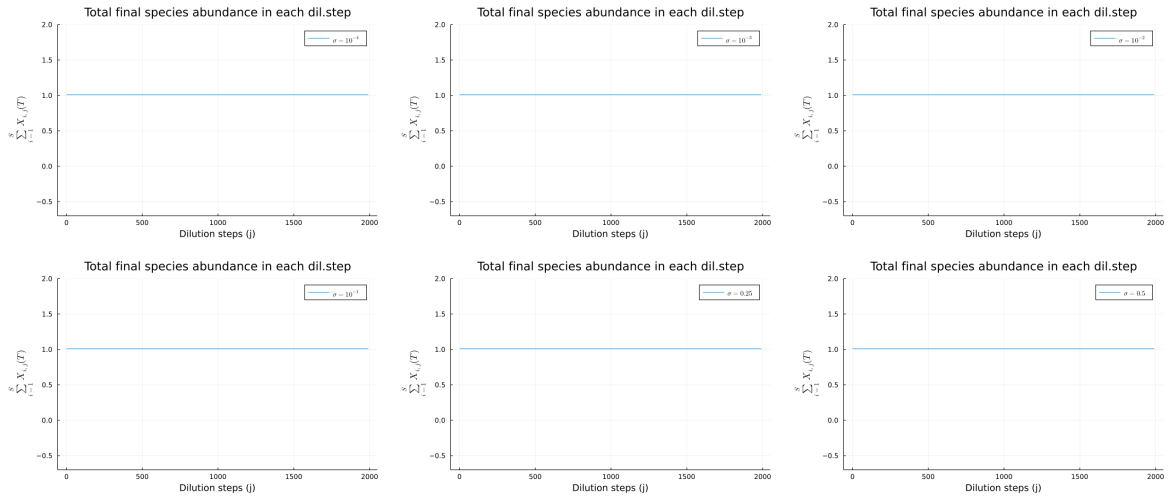 Total final species abundance in each dil.step
2.0
1.5
1.0
0.5
0.0
−0.5
S
∑ X i, j (T)
i − 1
σ = 10⁻⁴
0 500 1000 1500 2000
Dilution steps (j)
Total final species abundance in each dil.step
2.0
1.5
1.0
0.5
0.0
−0.5
S
∑ X i, j (T)
i − 1
0 500 1000 1500 2000
Dilution steps (j)
Total final species abundance in each dil.step
2.0
1.5
1.0
0.5
0.0
−0.5
S
∑ X i, j (T)
i − 1
σ = 10⁻²
0 500 1000 1500 2000
Dilution steps (j)
Total final species abundance in each dil.step
2.0
1.5
1.0
0.5
0.0
−0.5
S
∑ X i, j (T)
i − 1
σ = 10⁻¹
0 500 1000 1500 2000
Dilution steps (j)
Total final species abundance in each dil.step
2.0
1.5
1.0
0.5
0.0
−0.5
S
∑ X i, j (T)
i − 1
σ = 0.25
0 500 1000 1500 2000
Dilution steps (j)
Total final species abundance in each dil.step
2.0
1.5
1.0
0.5
0.0
−0.5
S
∑ X i, j (T)
i − 1
σ = 0.5
0 500 1000 1500 2000
Dilution steps (j)